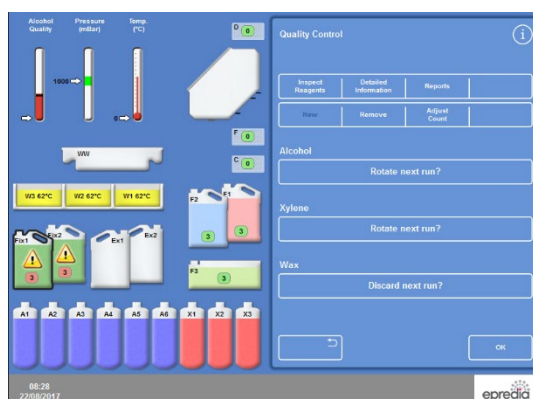 Alcohol Quality
Pressure (mBar)
Temp. (°C)
D 0
1000
0
F 0
C 0
WW
W3 62°C
W2 62°C
W1 62°C
F2
F1
3
3
Fix1
Fix2
3
3
Ex1
Ex2
F3
3
A1
A2
A3
A4
A5
A6
X1
X2
X3
08:28
22/08/2017
Quality Control
i
Inspect Reagents
Detailed Information
Reports
New
Remove
Adjust Count
Alcohol
Rotate next run?
Xylene
Rotate next run?
Wax
Discard next run?
OK
epredia